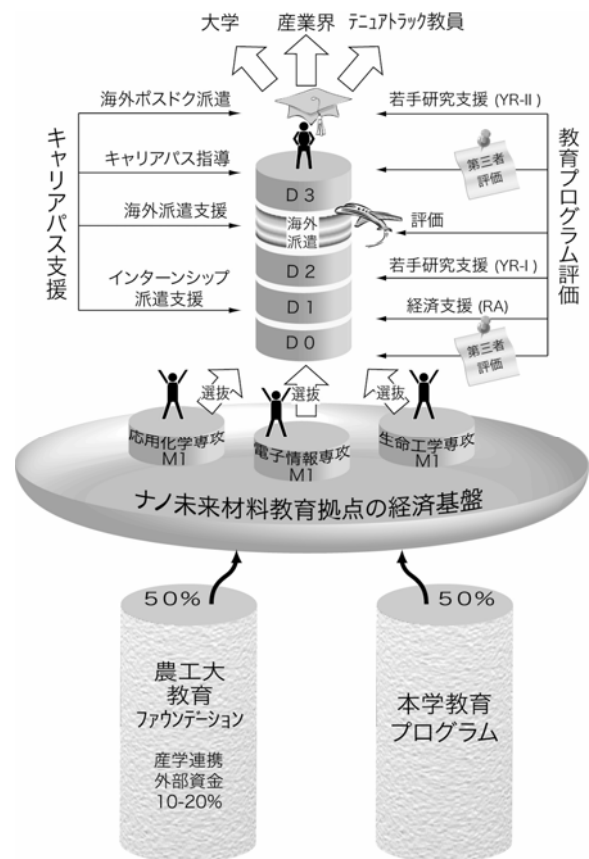 大学
産業界
テニュアトラック教員
海外ポスドク派遣
若手研究支援 (YR-II )
キャリアパス指導
第三者
評価
D 3
海外派遣支援
海外
派遣
評価
D 2
若手研究支援 (YR-I )
インターンシップ
派遣支援
D 1
経済支援 (RA)
D 0
第三者
評価
キャリアパス支援
教育プログラム評価
選抜
選抜
選抜
応用化学専攻
M1
電子情報専攻
M1
生命工学専攻
M1
ナノ未来材料教育拠点の経済基盤
50%
50%
農工大
教育
ファウンデーション
産学連携
外部資金
10-20%
本学教育
プログラム